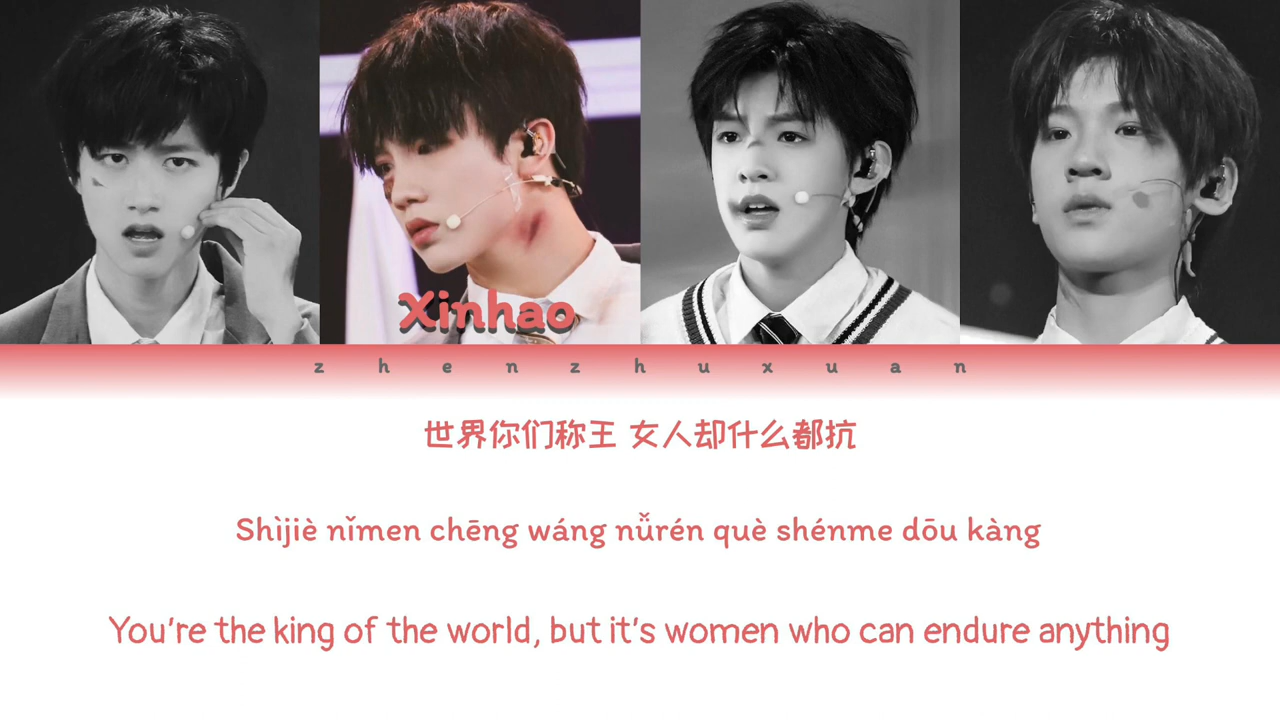 Xinhao
zhenzhuxuan
世界你们称王 女人却什么都抗
Shìjiè nǐmen chēng wáng nǚrén què shénme dōu kàng
You're the king of the world, but it's women who can endure anything